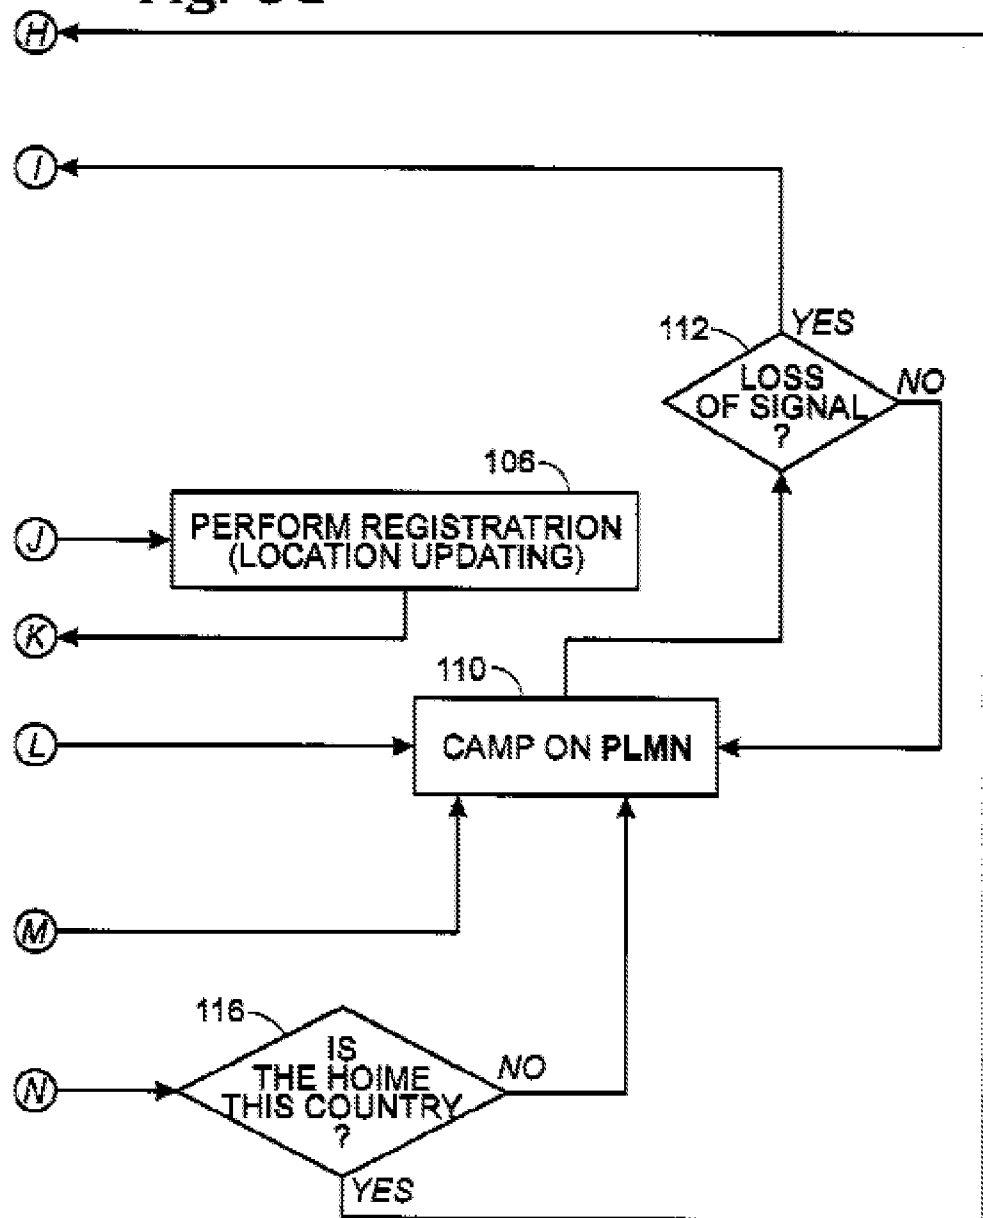 H
I
112
YES
LOSS
OF SIGNAL
?
NO
106
J
PERFORM REGISTRATRION
(LOCATION UPDATING)
K
110
L
CAMP ON PLMN
M
116
N
IS
THE HOIME
THIS COUNTRY
?
NO
YES